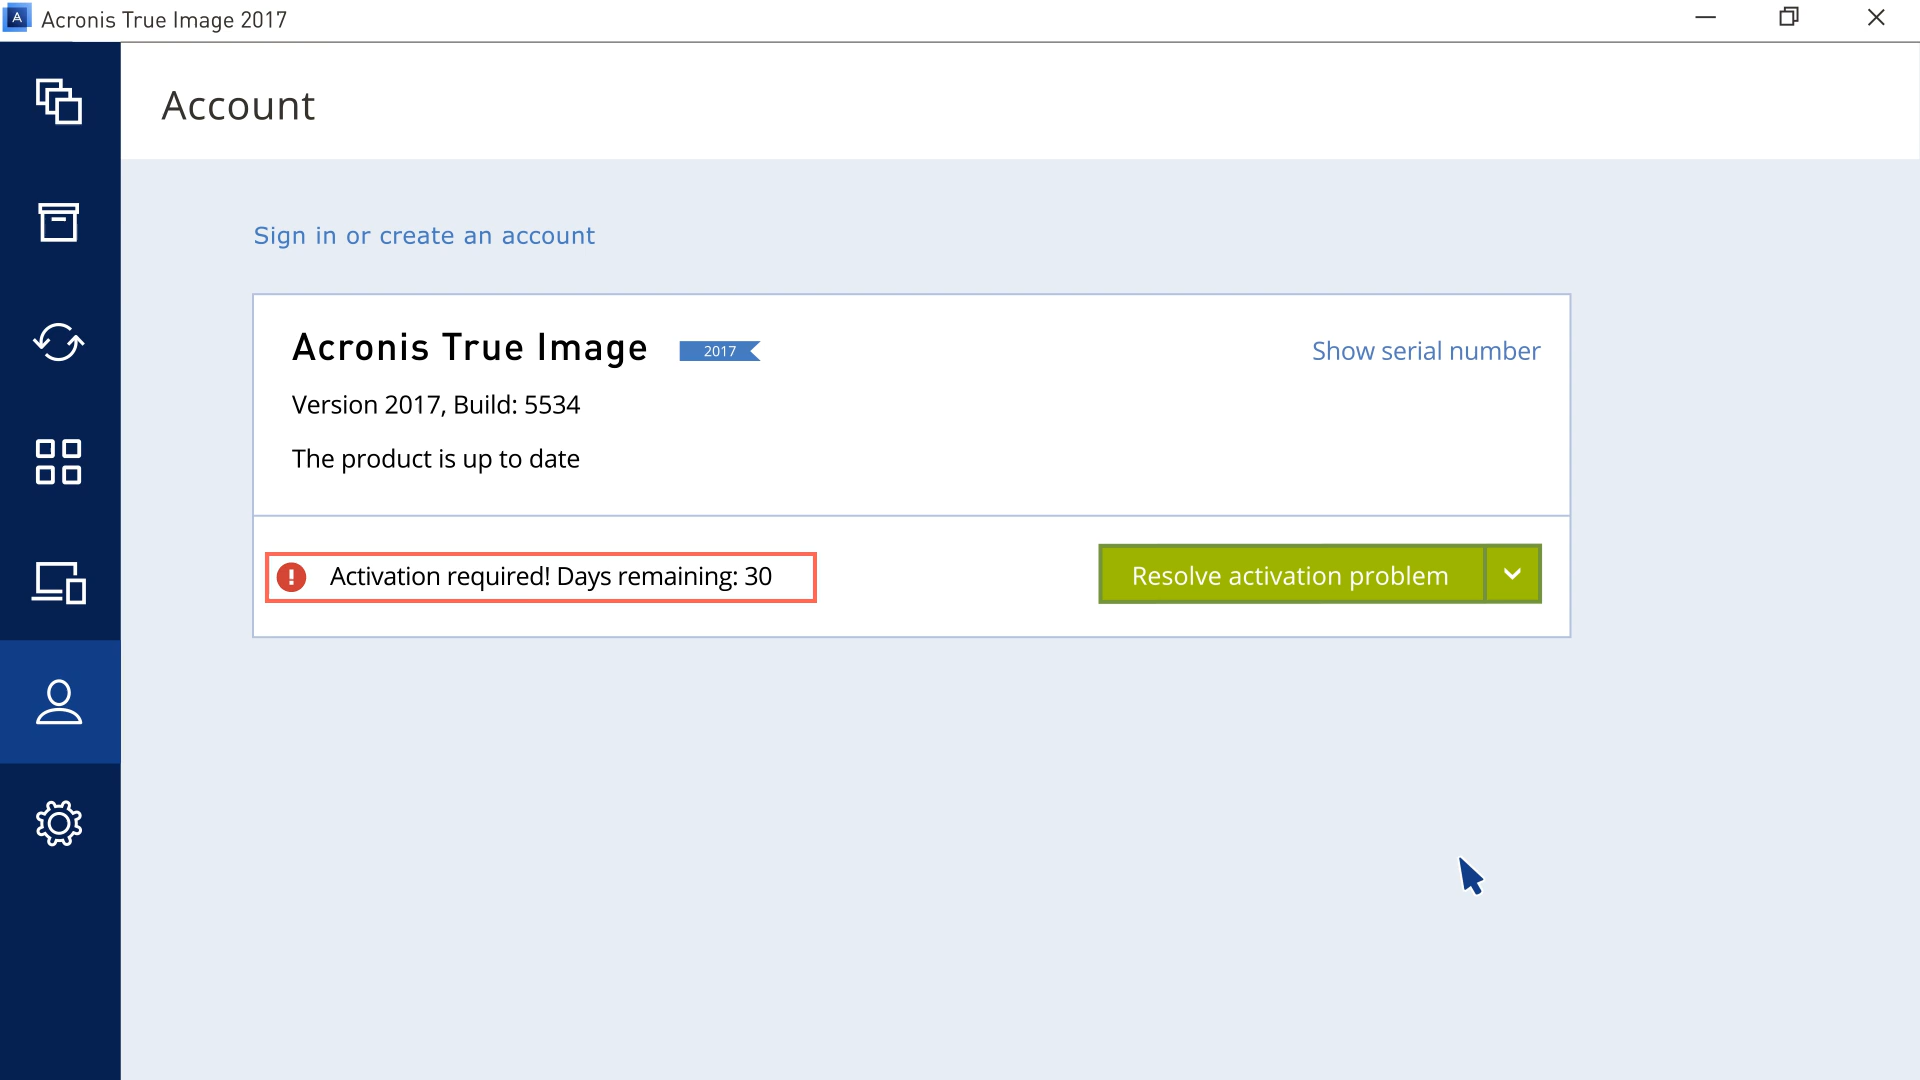 A Acronis True Image 2017
Account
Sign in or create an account
Acronis True Image 2017
Show serial number
Version 2017, Build: 5534
The product is up to date
! Activation required! Days remaining: 30
Resolve activation problem